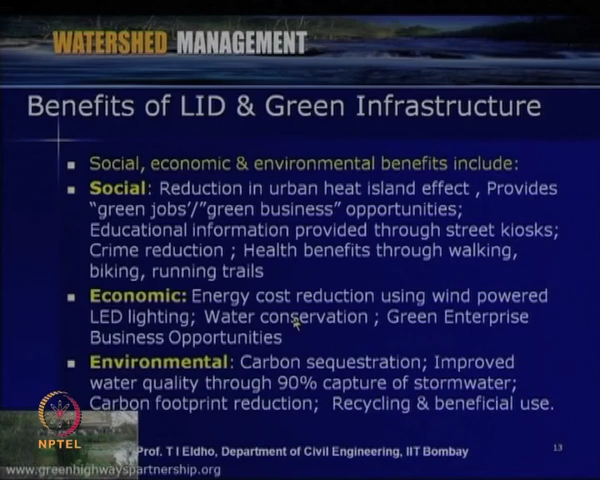 WATERSHED MANAGEMENT
Benefits of LID & Green Infrastructure
Social, economic & environmental benefits include:
Social: Reduction in urban heat island effect , Provides
“green jobs’/”green business” opportunities;
Educational information provided through street kiosks;
Crime reduction ; Health benefits through walking,
biking, running trails
Economic: Energy cost reduction using wind powered
LED lighting; Water conservation ; Green Enterprise
Business Opportunities
Environmental: Carbon sequestration; Improved
water quality through 90% capture of stormwater;
Carbon footprint reduction; Recycling & beneficial use.
NPTEL
Prof. T I Eldho, Department of Civil Engineering, IIT Bombay
13
www.greenhighwayspartnership.org